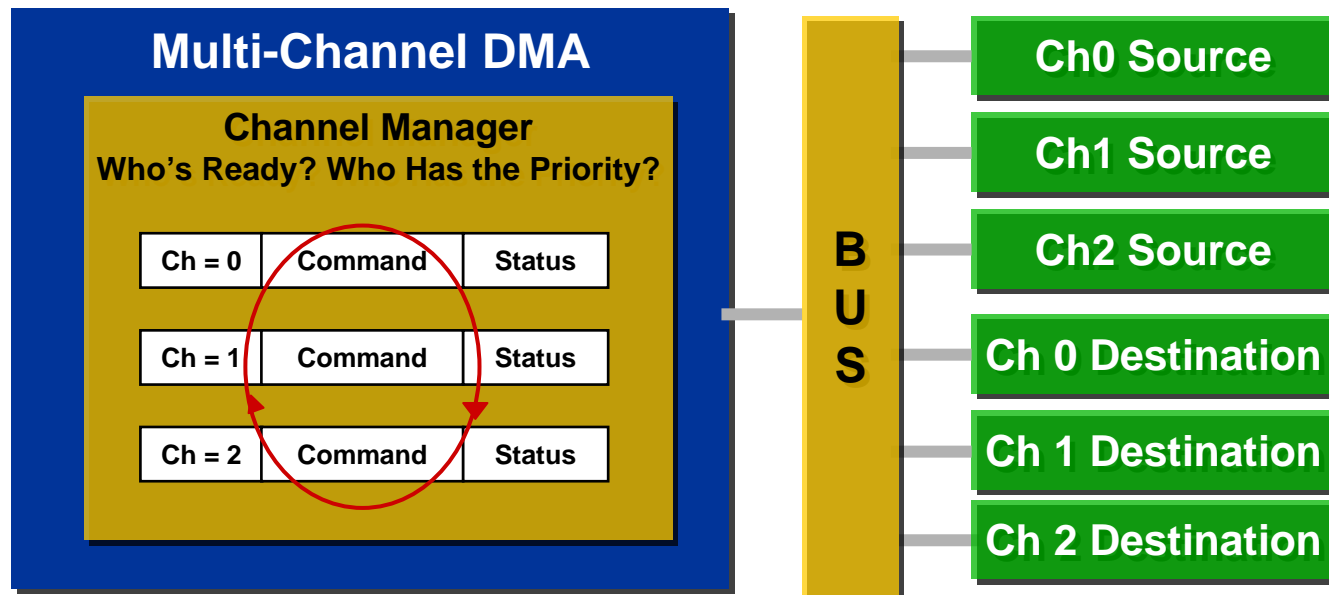 Multi-Channel DMA
Channel Manager
Who's Ready? Who Has the Priority?
Ch = 0 Command Status
Ch = 1 Command Status
Ch = 2 Command Status
B
U
S
Ch0 Source
Ch1 Source
Ch2 Source
Ch 0 Destination
Ch 1 Destination
Ch 2 Destination